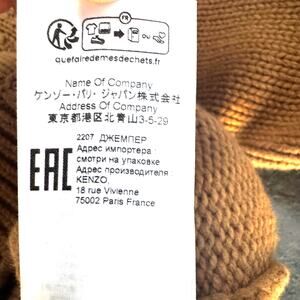 FR
quefairedemesdechets.fr
Name Of Company
ケンゾー・パリ・ジャパン株式会社
Address Of Company
東京都港区北青山3-5-29
2207 ДЖЕМПЕР
Адрес импортера :
смотри на упаковке
Адрес производителя :
KENZO,
18 rue Vivienne
75002 Paris France
EAC